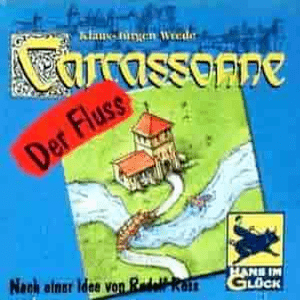 Klaus-Jürgen Wrede
Carcassonne
Der Fluss
HANS IM
GLÜCK
Nach einer Idee von Rudolf Ross